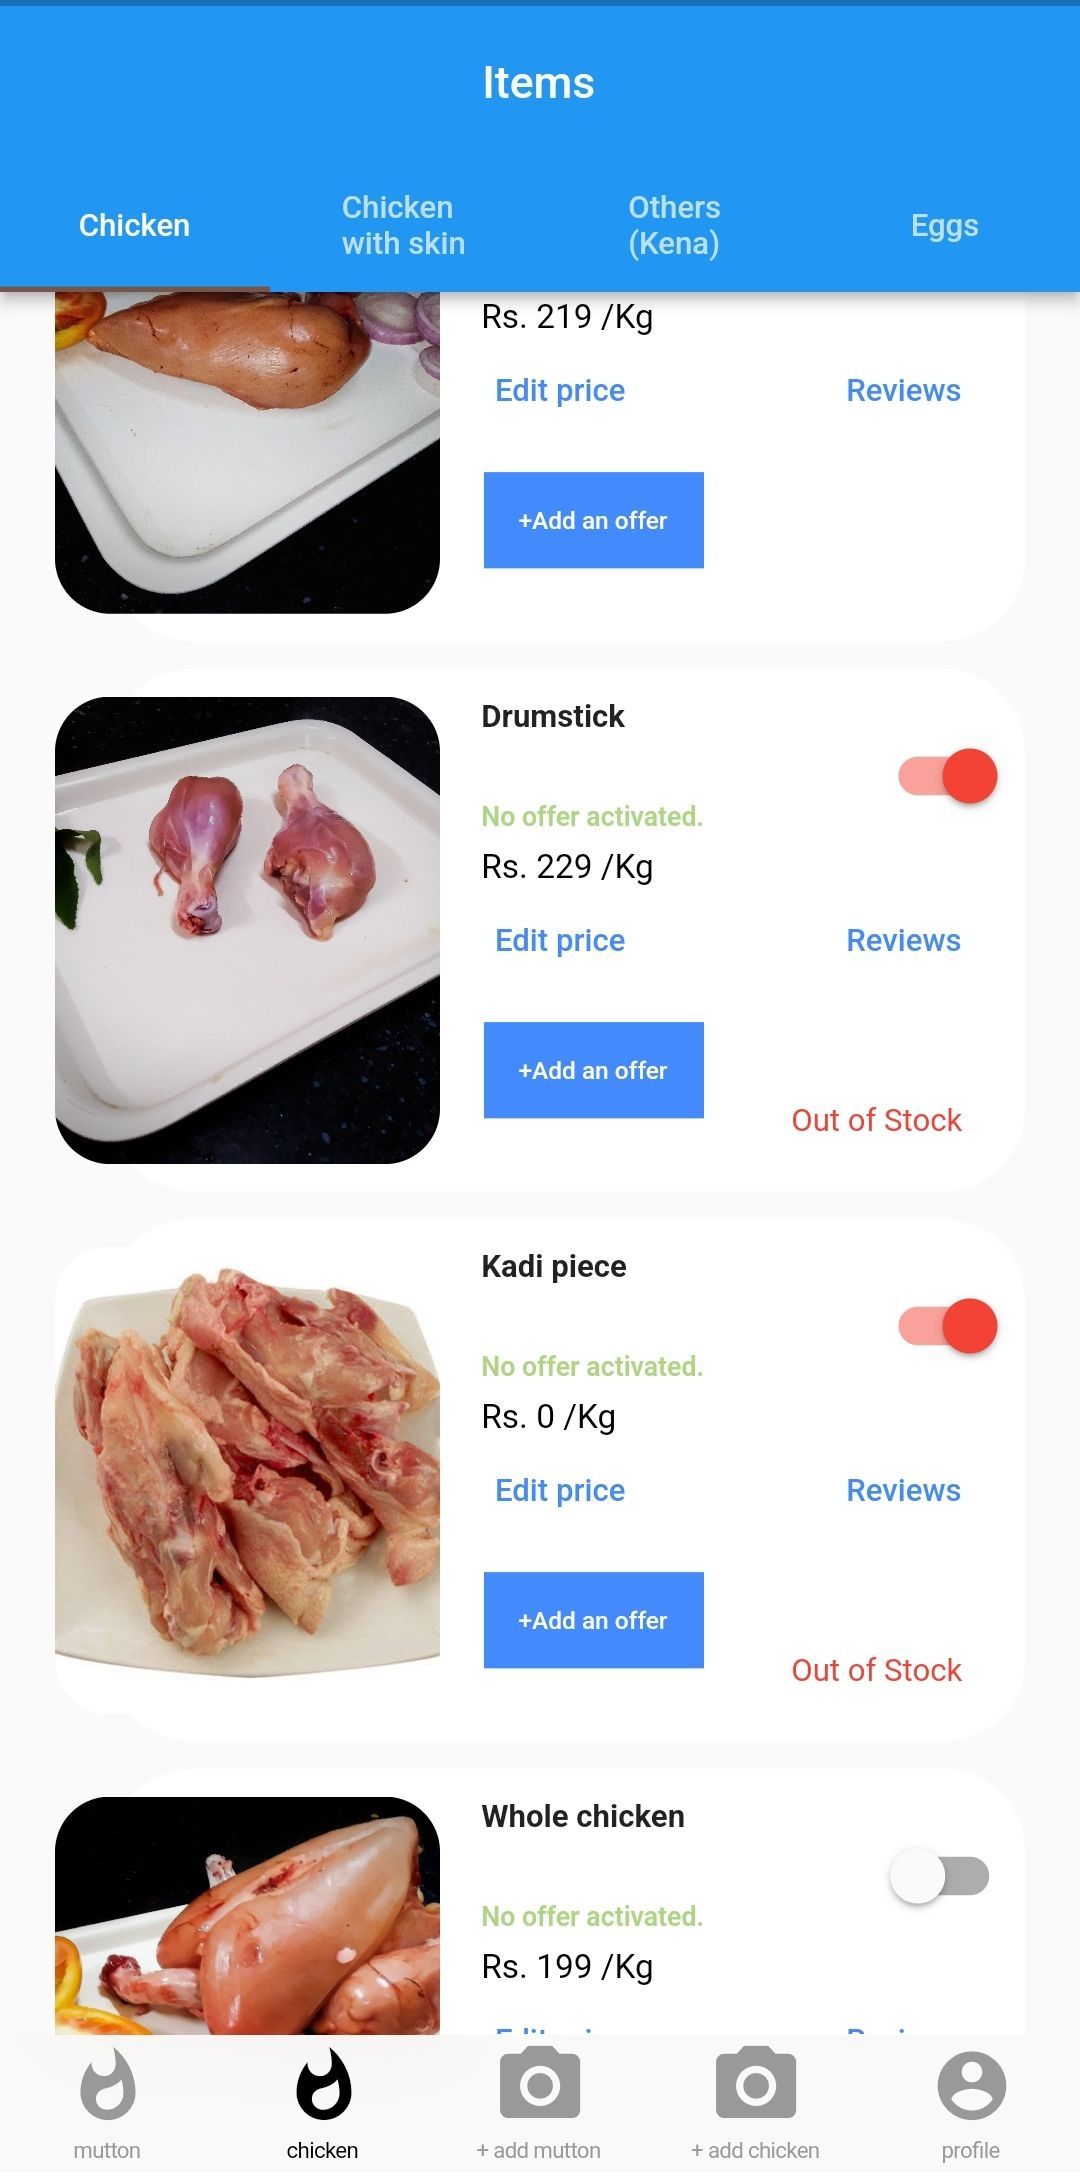 Items
Chicken
Chicken
with skin
Others
(Kena)
Eggs
Rs. 219 /Kg
Edit price
Reviews
+Add an offer
Drumstick
No offer activated.
Rs. 229 /Kg
Edit price
Reviews
+Add an offer
Out of Stock
Kadi piece
No offer activated.
Rs. 0 /Kg
Edit price
Reviews
+Add an offer
Out of Stock
Whole chicken
No offer activated.
Rs. 199 /Kg
mutton
chicken
+ add mutton
+ add chicken
profile